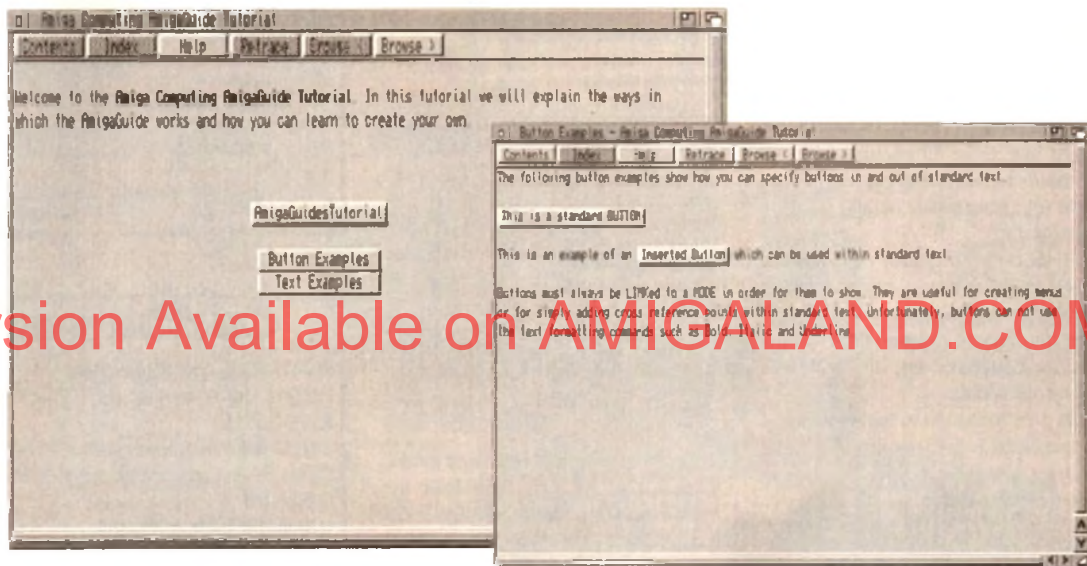 Amiga Computing AmigaGuide Tutorial
Contents Index Help Retrace Browse < Browse >
Welcome to the Amiga Computing AmigaGuide Tutorial. In this tutorial we will explain the ways in
which the AmigaGuide works and how you can learn to create your own.
AmigaGuidesTutorial
Button Examples
Text Examples
Button Examples - Amiga Computing AmigaGuide Tutorial
Contents Index Help Retrace Browse < Browse >
The following button examples show how you can specify buttons in and out of standard text.
This is a standard BUTTON
This is an example of an Inserted Button which can be used within standard text.
Buttons must always be LINKed to a NODE in order for them to show. They are useful for creating menus
or for simply adding cross reference points within standard text. Unfortunately, buttons can not use
the text formatting commands such as Bold, Italic and Underline.
sion Available on AMIGALAND.COM